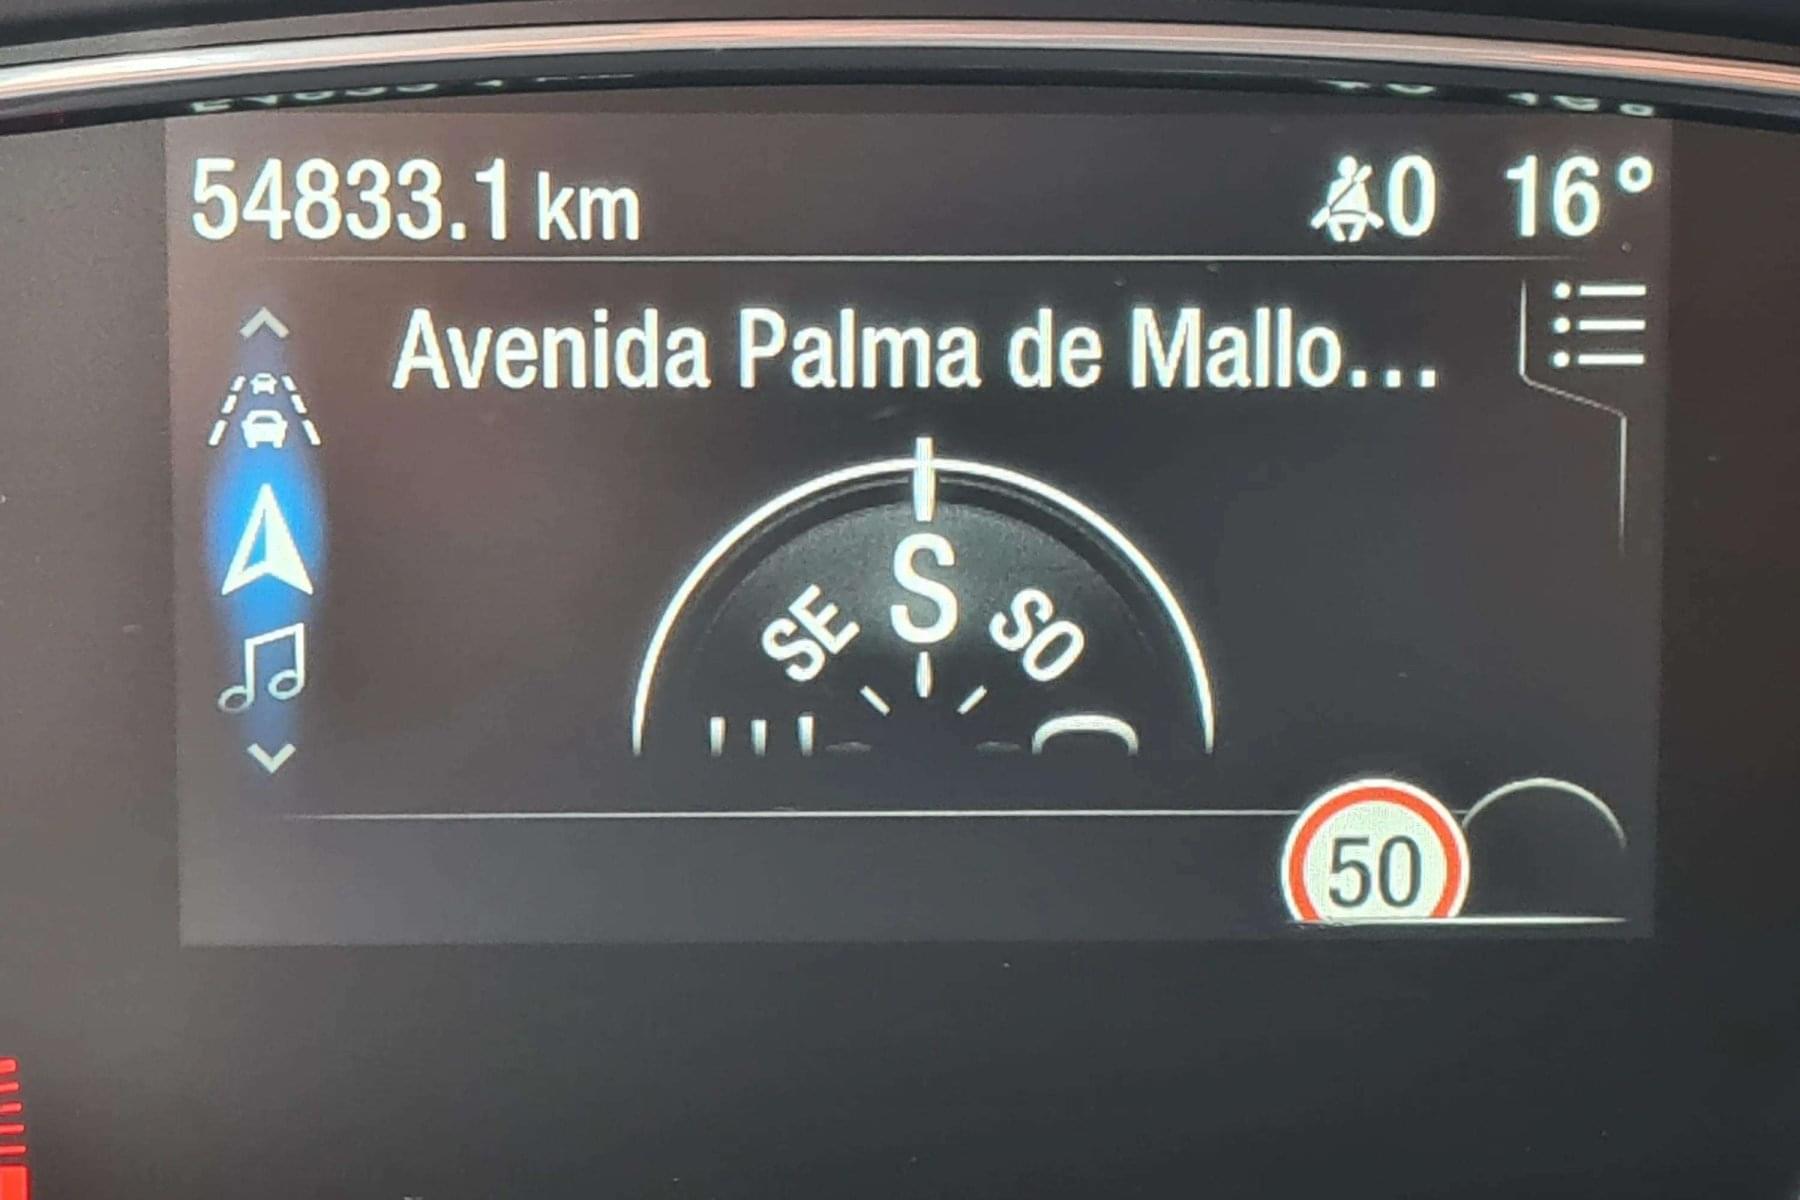 54833.1 km 0 16°
Avenida Palma de Mallo...
S
SE SO
E O
50